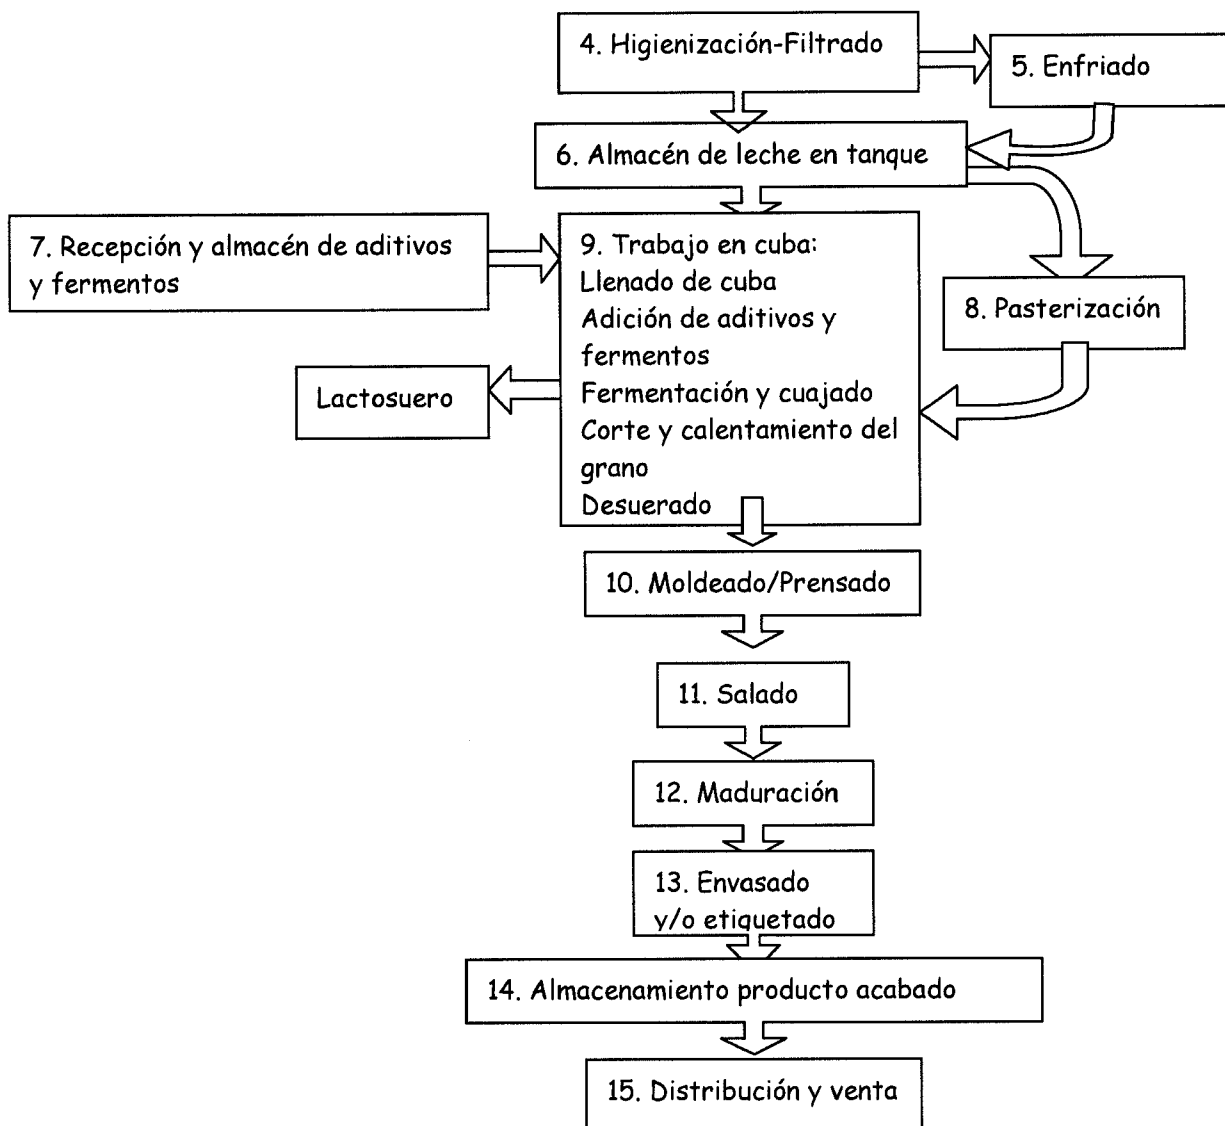 4. Higienización-Filtrado
5. Enfriado
6. Almacén de leche en tanque
7. Recepción y almacén de aditivos
y fermentos
8. Pasterización
9. Trabajo en cuba:
Llenado de cuba
Adición de aditivos y
fermentos
Fermentación y cuajado
Corte y calentamiento del
grano
Desuerado
Lactosuero
10. Moldeado/Prensado
11. Salado
12. Maduración
13. Envasado
y/o etiquetado
14. Almacenamiento producto acabado
15. Distribución y venta